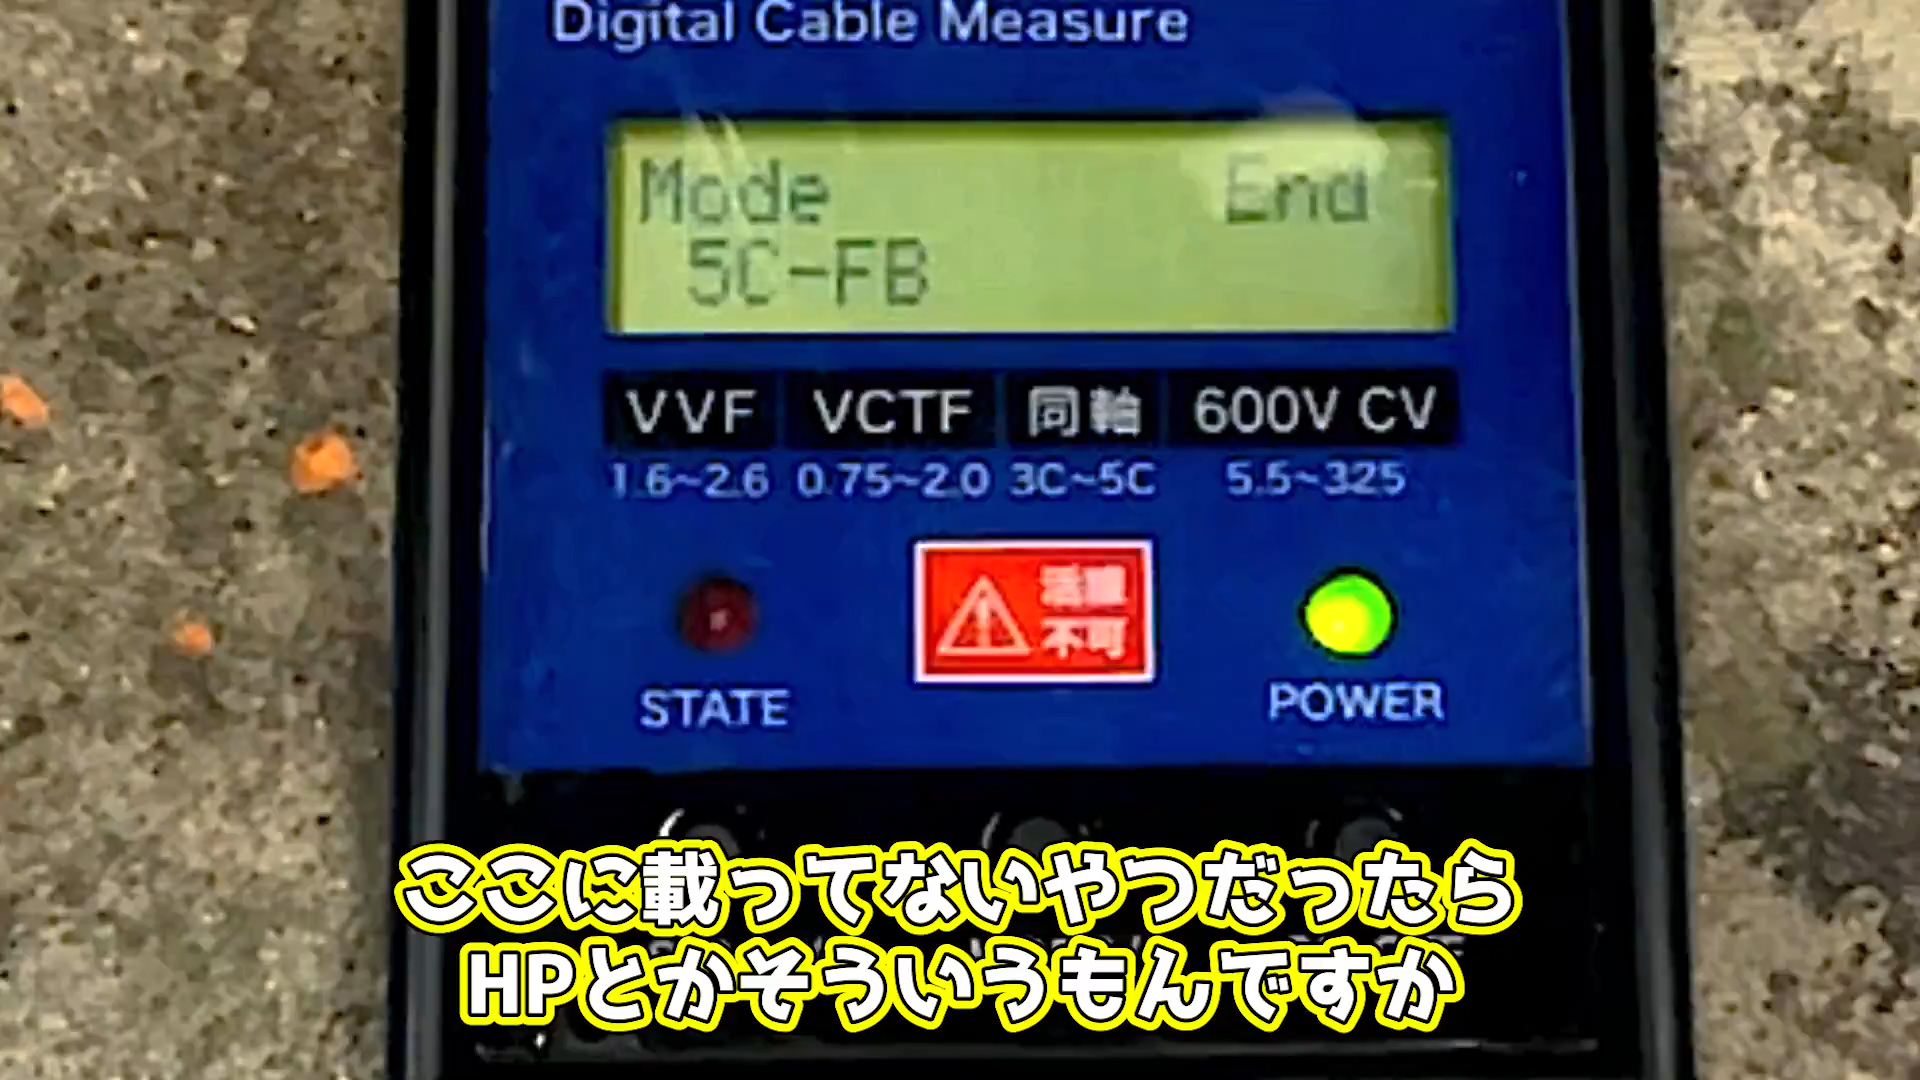 Digital Cable Measure
Mode End
5C-FB
VVF VCTF 同軸 600V CV
1.6~2.6 0.75~2.0 3C~5C 5.5~325
活線
不可
STATE POWER
ここに載ってないやつだったら
HPとかそういうもんですか